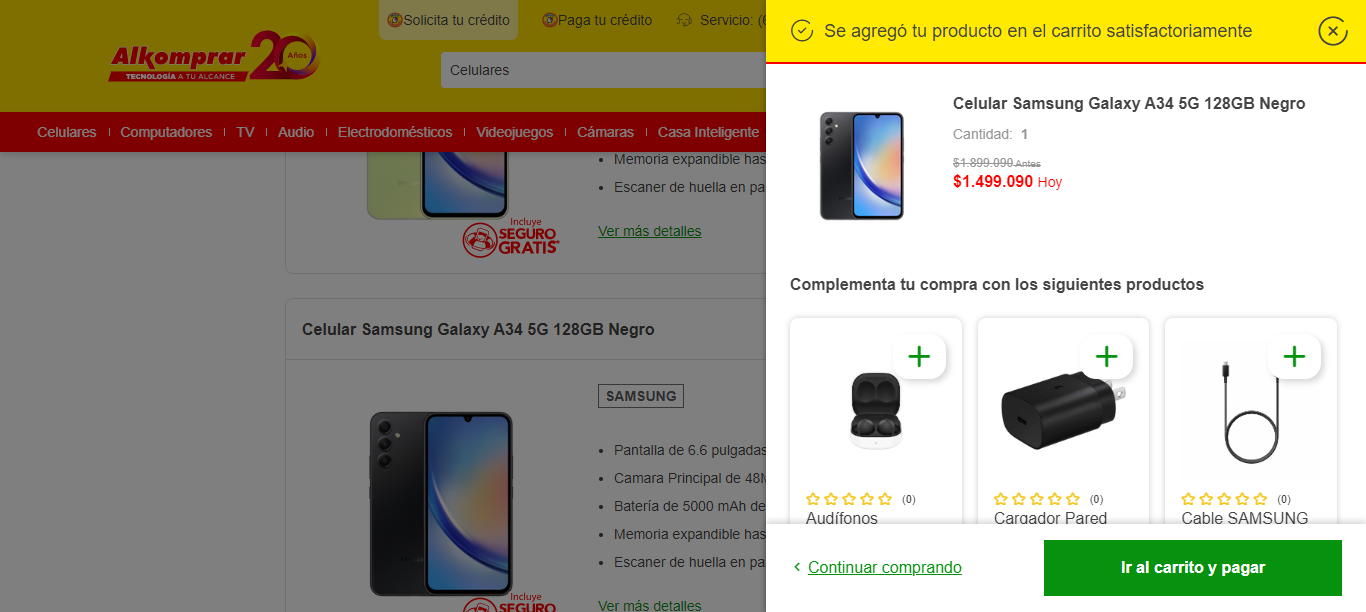 Solicita tu crédito
Paga tu crédito
Servicio: (6
Alkomprar 20 Años
TECNOLOGÍA A TU ALCANCE
Celulares
Celulares
Computadores
TV
Audio
Electrodomésticos
Videojuegos
Cámaras
Casa Inteligente
Memoria expandible has
Escaner de huella en pa
Incluye
SEGURO
GRATIS*
Ver más detalles
Celular Samsung Galaxy A34 5G 128GB Negro
SAMSUNG
Pantalla de 6.6 pulgadas
Camara Principal de 48M
Batería de 5000 mAh de
Memoria expandible has
Escaner de huella en pa
Incluye
SEGURO
Ver más detalles
Se agregó tu producto en el carrito satisfactoriamente
Celular Samsung Galaxy A34 5G 128GB Negro
Cantidad: 1
$1.899.090 Antes
$1.499.090 Hoy
Complementa tu compra con los siguientes productos
(0)
Audífonos
(0)
Cargador Pared
(0)
Cable SAMSUNG
Continuar comprando
Ir al carrito y pagar